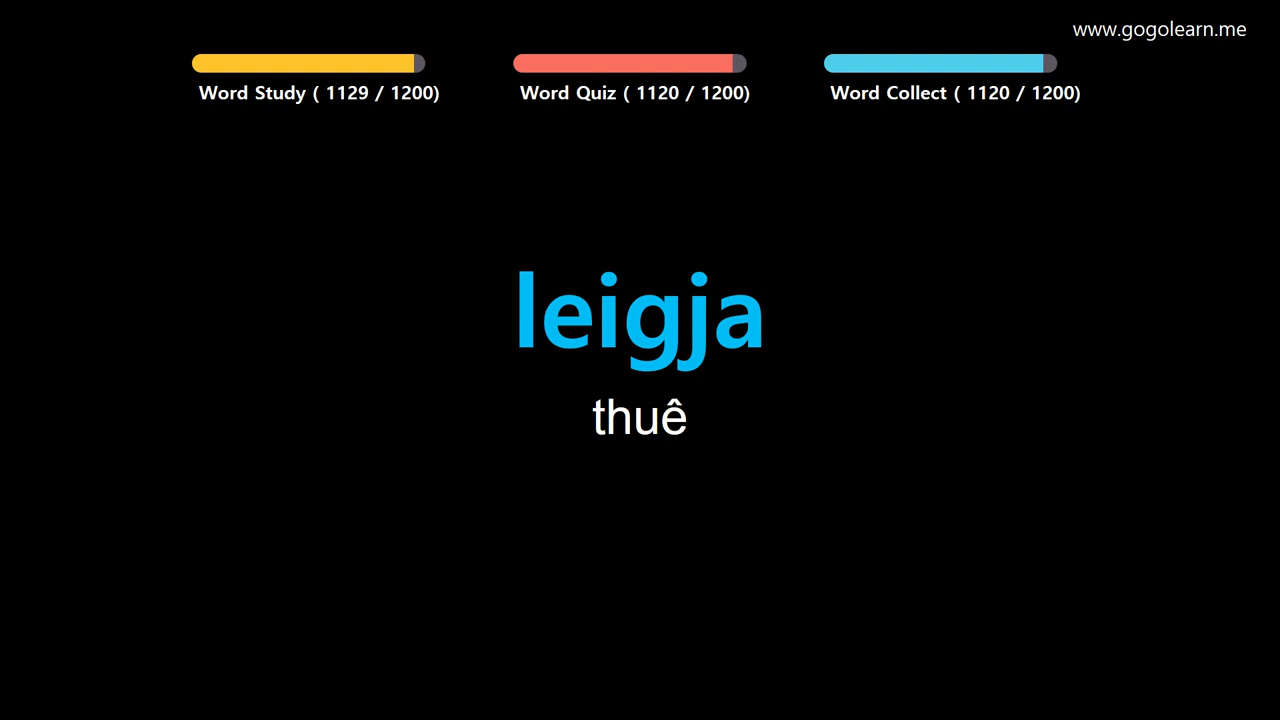 www.gogolearn.me
Word Study ( 1129 / 1200)
Word Quiz ( 1120 / 1200)
Word Collect ( 1120 / 1200)
leigja
thuê